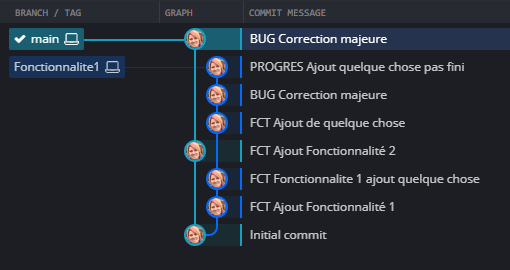 BRANCH / TAG GRAPH COMMIT MESSAGE
main BUG Correction majeure
Fonctionnalite1 PROGRES Ajout quelque chose pas fini
BUG Correction majeure
FCT Ajout de quelque chose
FCT Ajout Fonctionnalité 2
FCT Fonctionnalite 1 ajout quelque chose
FCT Ajout Fonctionnalité 1
Initial commit